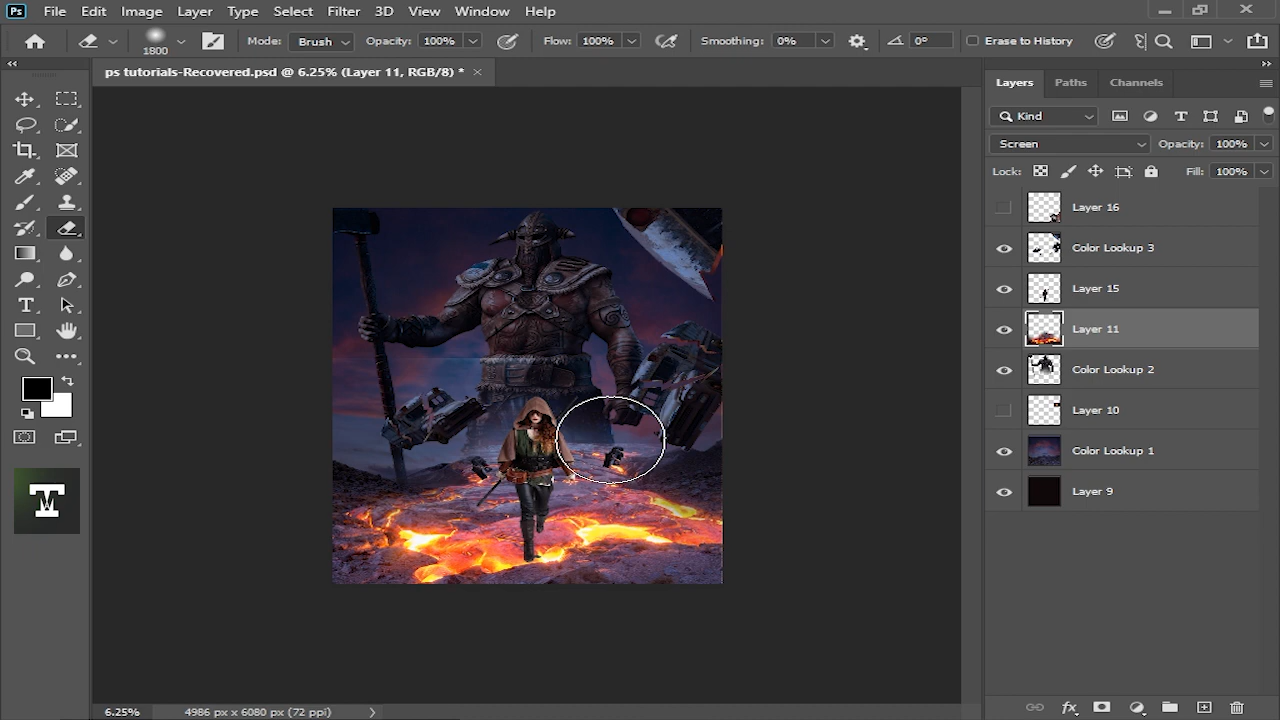 Ps File Edit Image Layer Type Select Filter 3D View Window Help
1800 Mode: Brush Opacity: 100% Flow: 100% Smoothing: 0% 0° Erase to History
ps tutorials-Recovered.psd @ 6.25% (Layer 11, RGB/8) *
Layers Paths Channels
Kind
Screen Opacity: 100%
Lock: Fill: 100%
Layer 16
Color Lookup 3
Layer 15
Layer 11
Color Lookup 2
Layer 10
Color Lookup 1
Layer 9
6.25% 4986 px x 6080 px (72 ppi)